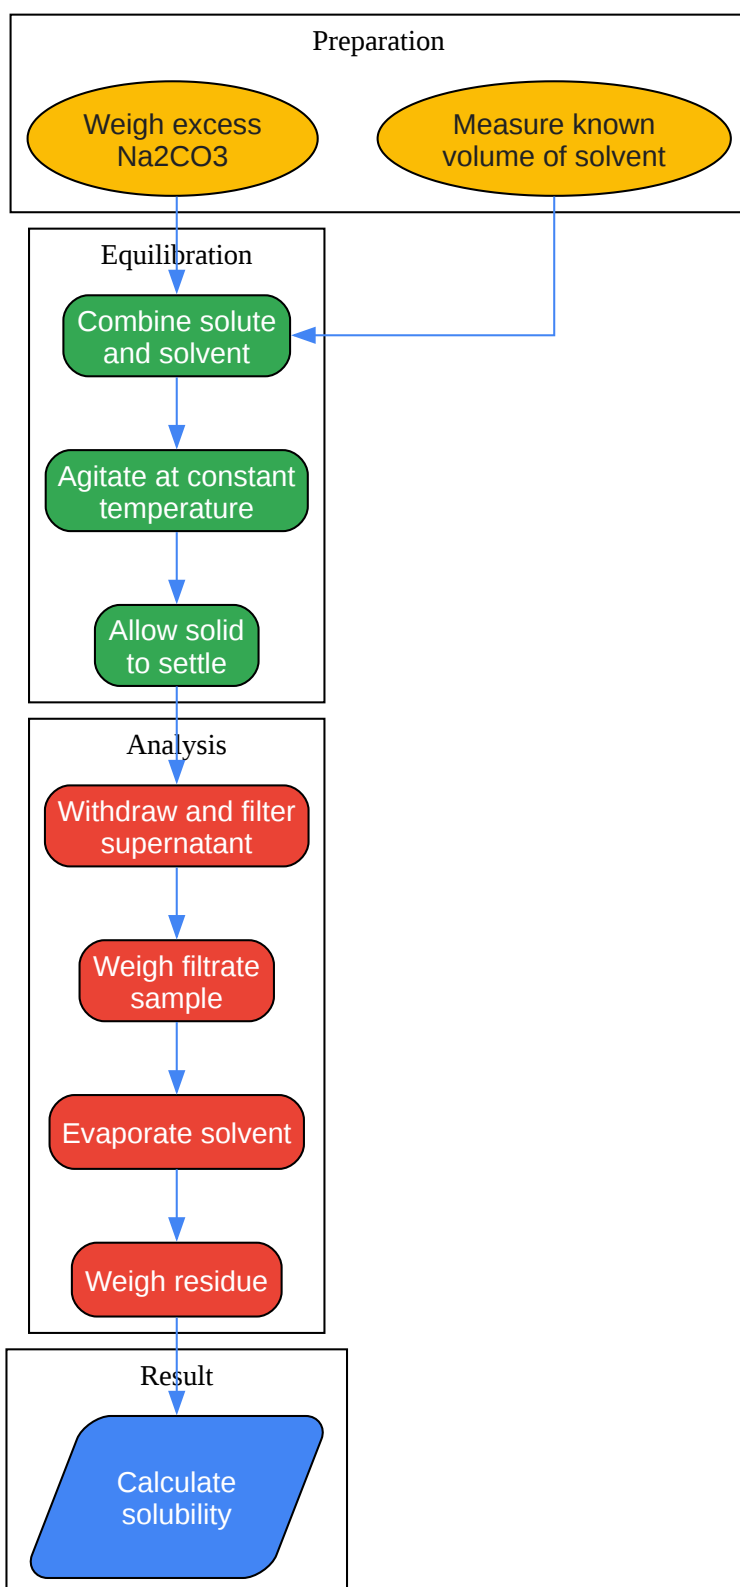 Preparation
Weigh excess
Na2CO3
Measure known
volume of solvent
Equilibration
Combine solute
and solvent
Agitate at constant
temperature
Allow solid
to settle
Analysis
Withdraw and filter
supernatant
Weigh filtrate
sample
Evaporate solvent
Weigh residue
Result
Calculate
solubility